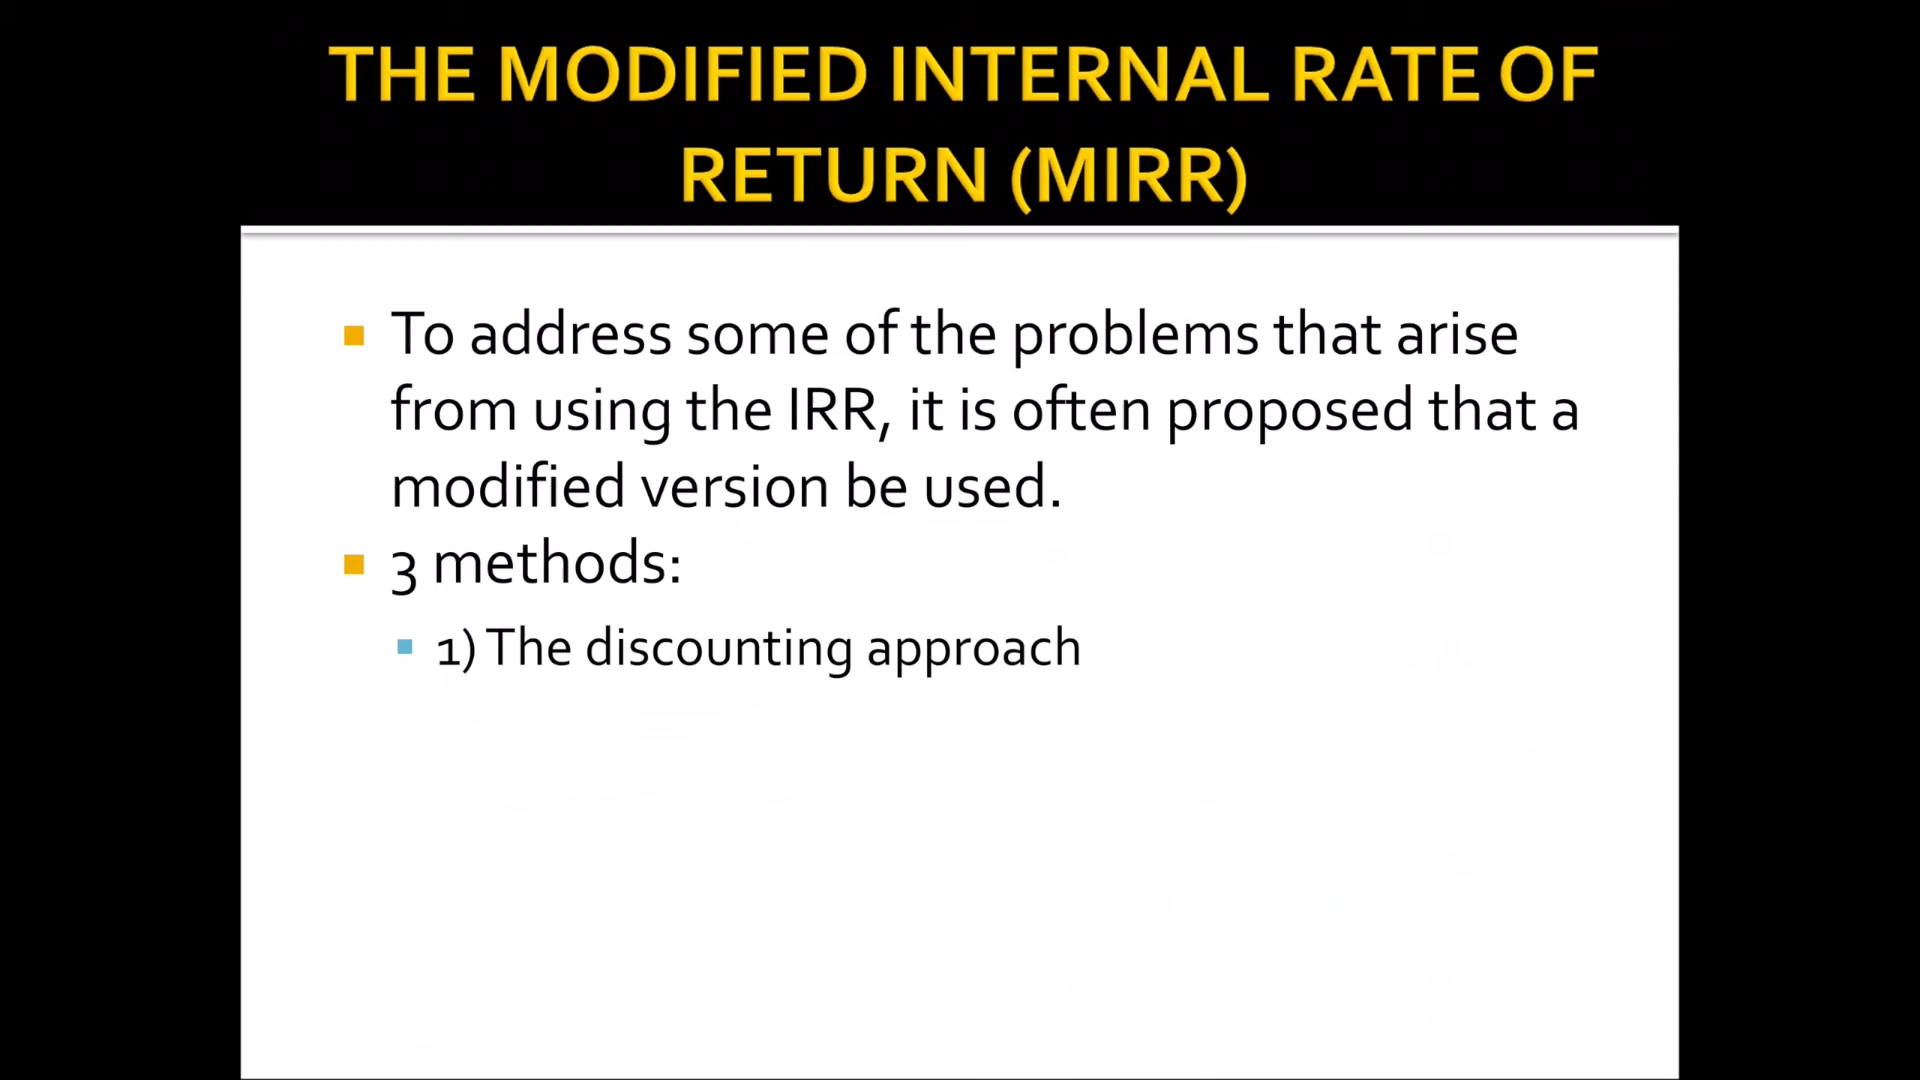 THE MODIFIED INTERNAL RATE OF
RETURN (MIRR)
To address some of the problems that arise
from using the IRR, it is often proposed that a
modified version be used.
3 methods:
1) The discounting approach